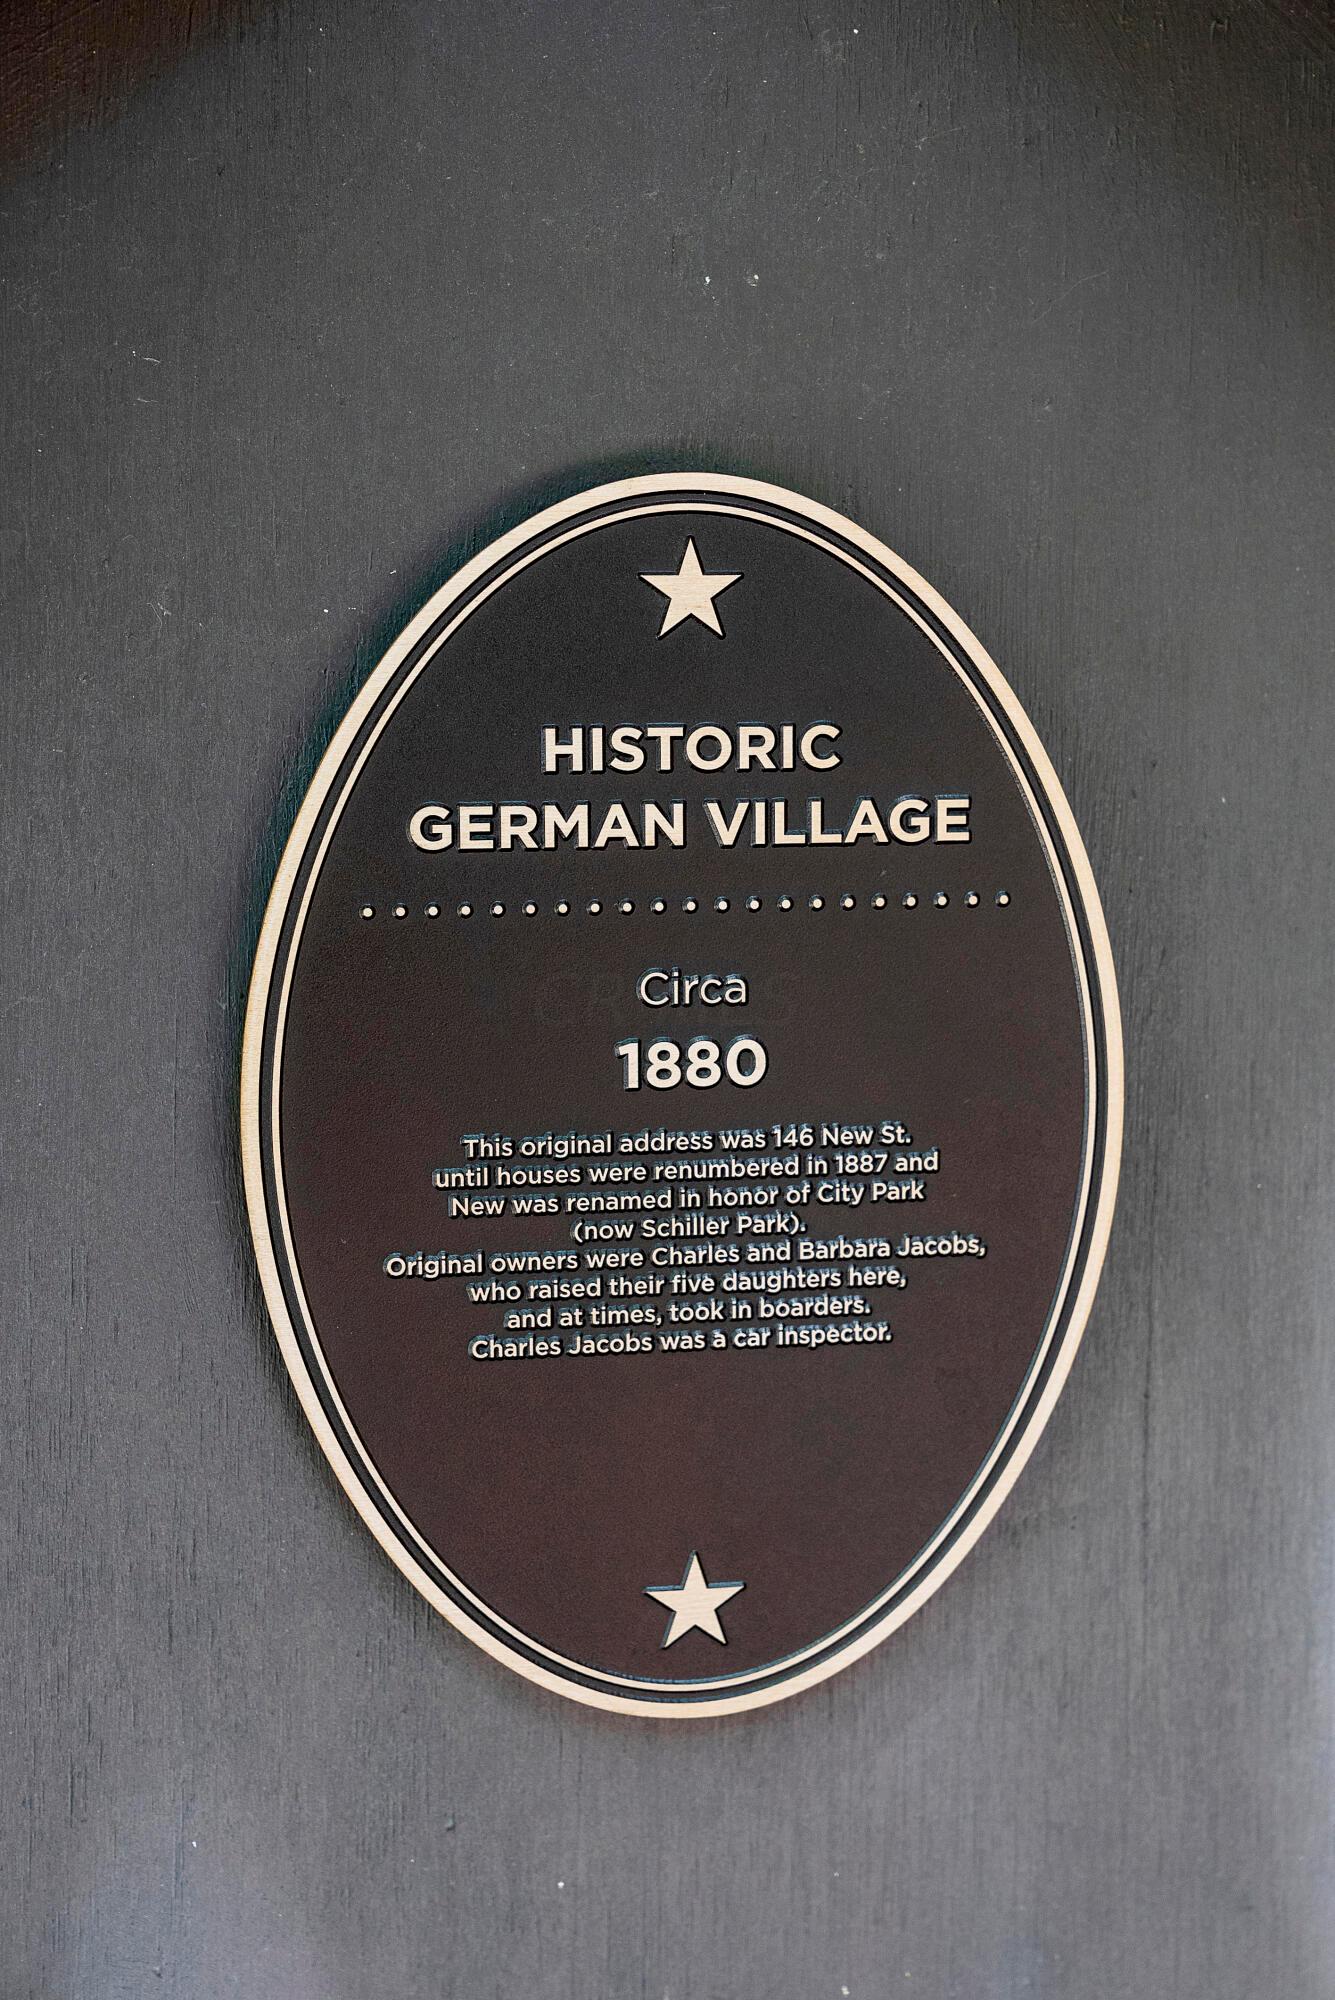 HISTORIC
GERMAN VILLAGE
Circa
1880
This original address was 146 New St.
until houses were renumbered in 1887 and
New was renamed in honor of City Park
(now Schiller Park).
Original owners were Charles and Barbara Jacobs,
who raised their five daughters here,
and at times, took in boarders.
Charles Jacobs was a car inspector.